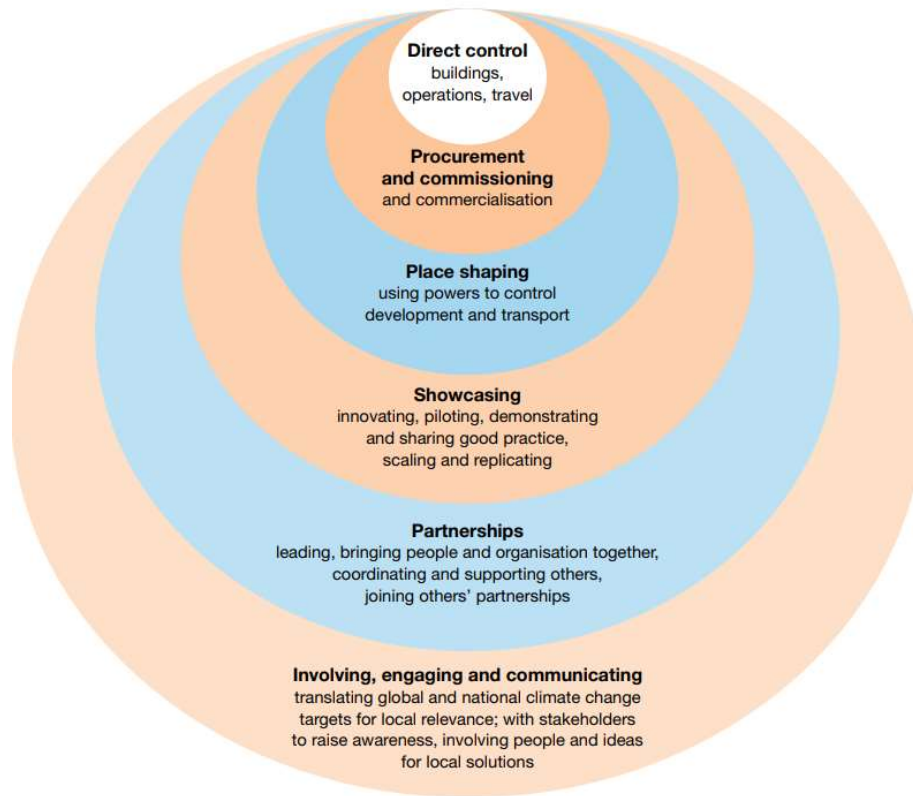 Direct control
buildings,
operations, travel
Procurement
and commissioning
and commercialisation
Place shaping
using powers to control
development and transport
Showcasing
innovating, piloting, demonstrating
and sharing good practice,
scaling and replicating
Partnerships
leading, bringing people and organisation together,
coordinating and supporting others,
joining others’ partnerships
Involving, engaging and communicating
translating global and national climate change
targets for local relevance; with stakeholders
to raise awareness, involving people and ideas
for local solutions